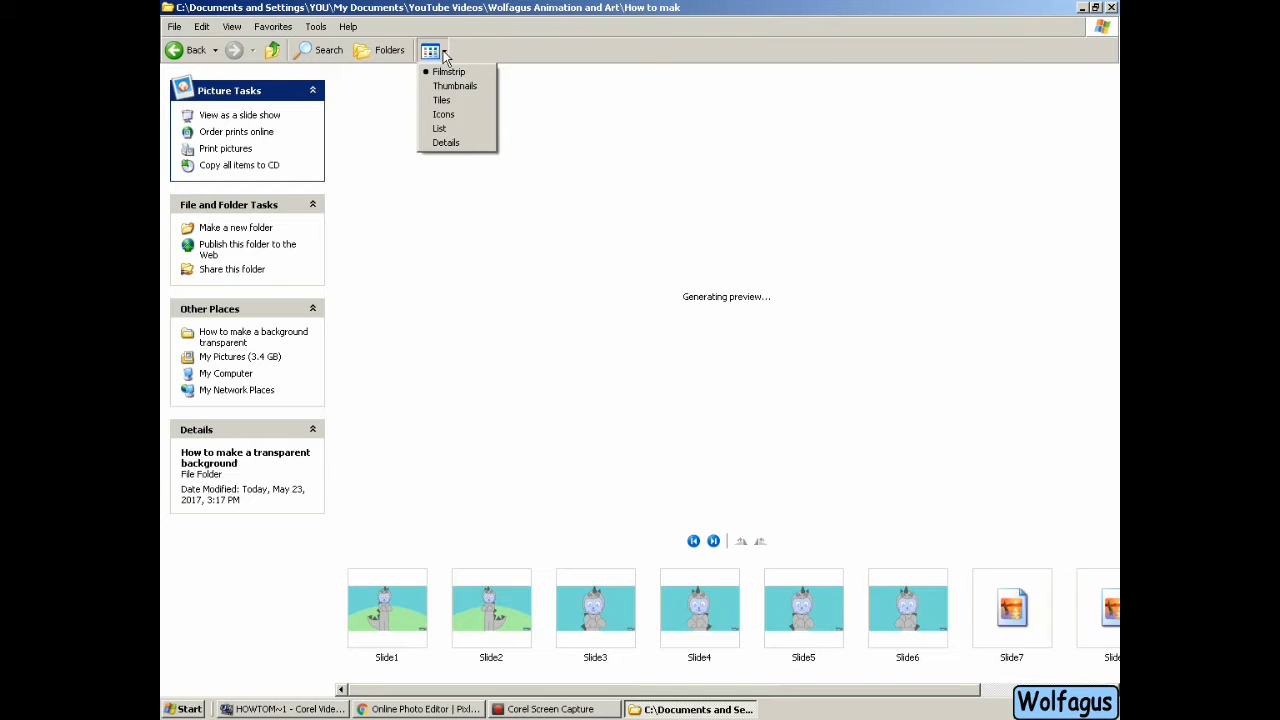 C:\Documents and Settings\YOU\My Documents\YouTube Videos\Wolfagus Animation and Art\How to mak
File Edit View Favorites Tools Help
Back Search Folders
Filmstrip
Thumbnails
Tiles
Icons
List
Details
Picture Tasks
View as a slide show
Order prints online
Print pictures
Copy all items to CD
File and Folder Tasks
Make a new folder
Publish this folder to the
Web
Share this folder
Other Places
How to make a background
transparent
My Pictures (3.4 GB)
My Computer
My Network Places
Details
How to make a transparent
background
File Folder
Date Modified: Today, May 23,
2017, 3:17 PM
Generating preview...
Slide1 Slide2 Slide3 Slide4 Slide5 Slide6 Slide7
Start HOWTOM~1 - Corel Vide... Online Photo Editor | Pixl... Corel Screen Capture C:\Documents and Se...
Wolfagus